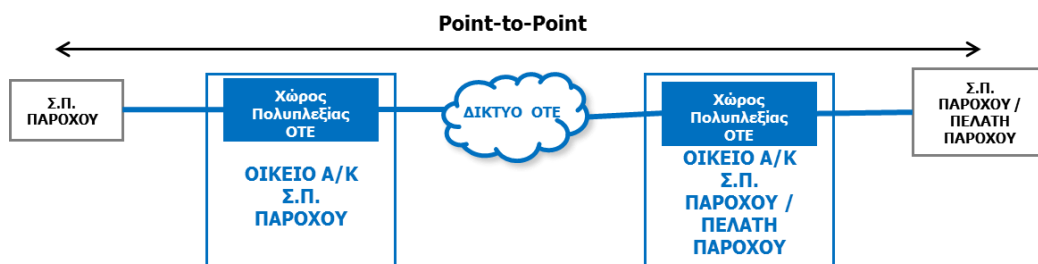 Point-to-Point
Σ.Π.
ΠΑΡΟΧΟΥ
Χώρος
Πολυπλεξίας
ΟΤΕ
ΟΙΚΕΙΟ Α/Κ
Σ.Π.
ΠΑΡΟΧΟΥ
ΔΙΚΤΥΟ ΟΤΕ
Χώρος
Πολυπλεξίας
ΟΤΕ
ΟΙΚΕΙΟ Α/Κ
Σ.Π.
ΠΑΡΟΧΟΥ /
ΠΕΛΑΤΗ
ΠΑΡΟΧΟΥ
Σ.Π.
ΠΑΡΟΧΟΥ /
ΠΕΛΑΤΗ
ΠΑΡΟΧΟΥ